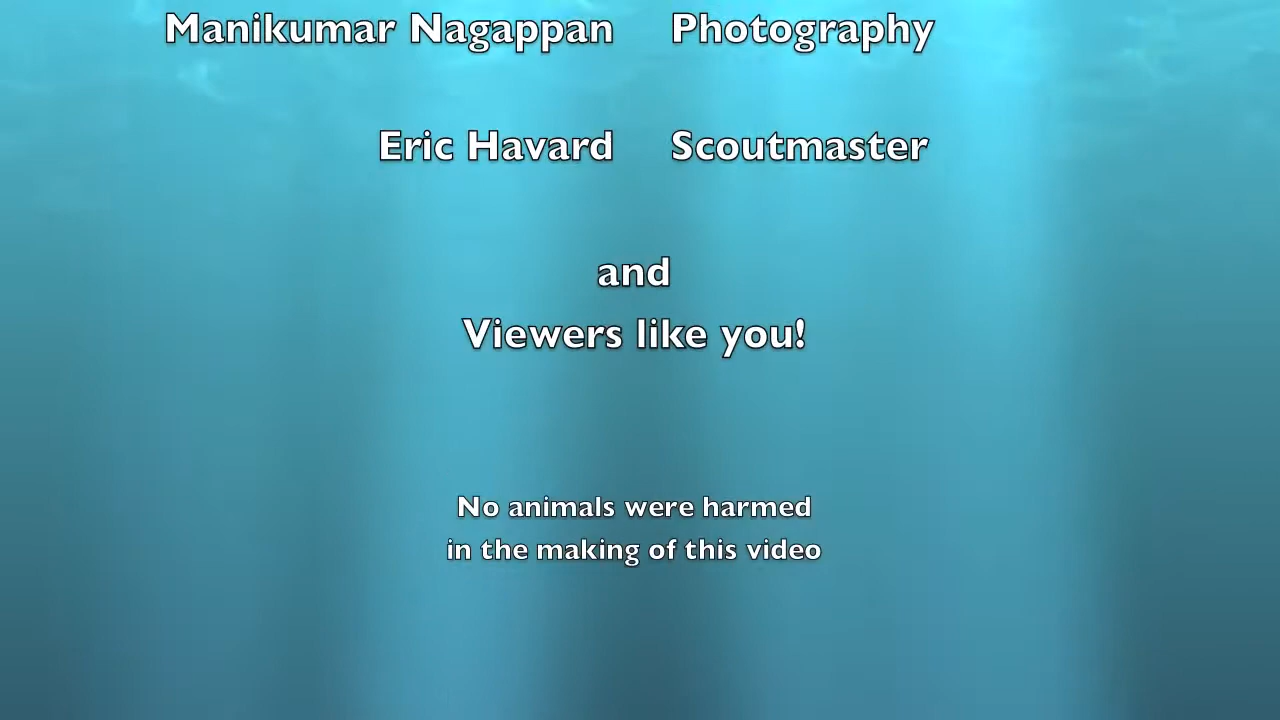 Manikumar Nagappan Photography
Eric Havard Scoutmaster
and
Viewers like you!
No animals were harmed
in the making of this video